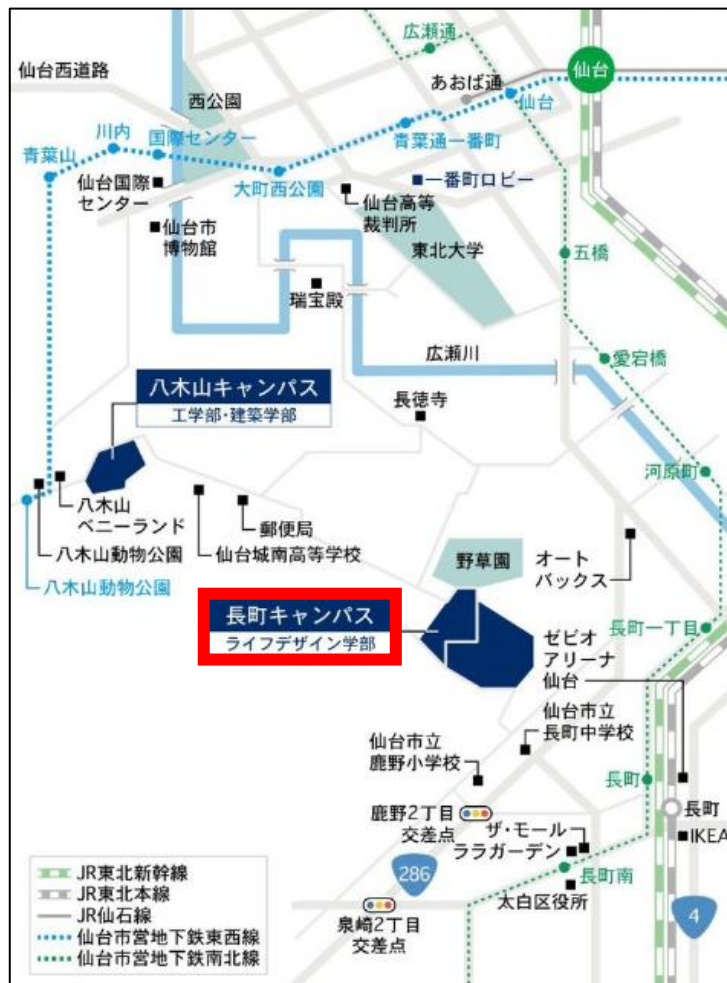 広瀬通
仙台
仙台西道路
あおば通
仙台
西公園
川内
国際センター
青葉通一番町
青葉山
大町西公園
一番町ロビー
仙台国際
センター
仙台高等
裁判所
仙台市
博物館
東北大学
五橋
瑞宝殿
広瀬川
愛宕橋
八木山キャンパス
工学部・建築学部
長徳寺
河原町
八木山
ベニーランド
郵便局
八木山動物公園
仙台城南高等学校
野草園
オート
バックス
八木山動物公園
長町キャンパス
ライフデザイン学部
長町一丁目
ゼビオ
アリーナ
仙台
仙台市立
長町中学校
仙台市立
鹿野小学校
長町
長町
鹿野2丁目
交差点
ザ・モール
ララガーデン
IKEA
286
長町南
太白区役所
4
泉崎2丁目
交差点
JR東北新幹線
JR東北本線
JR仙石線
仙台市営地下鉄東西線
仙台市営地下鉄南北線